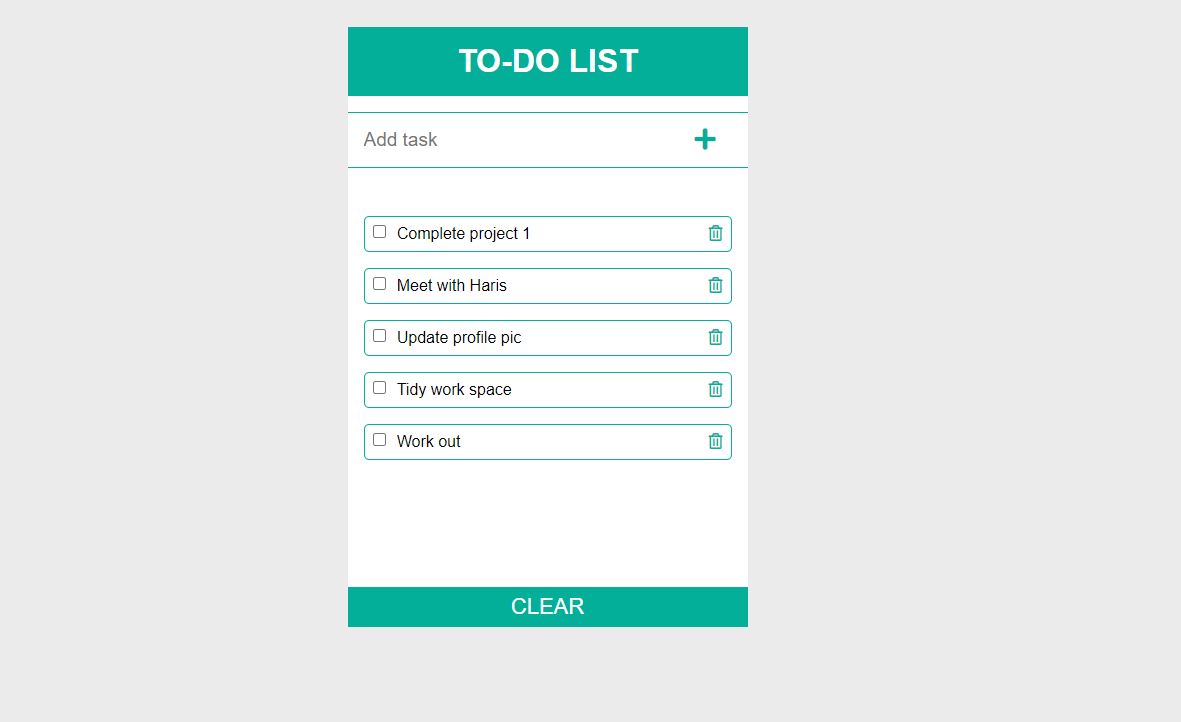 TO-DO LIST
Add task
Complete project 1
Meet with Haris
Update profile pic
Tidy work space
Work out
CLEAR